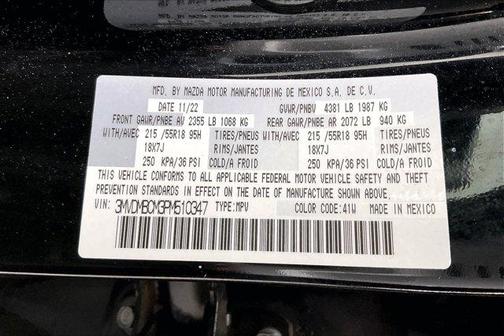 MFD. BY MAZDA MOTOR MANUFACTURING DE MEXICO S.A. DE C.V.
DATE 11/22 GVWR/PNBV 4381 LB 1987 KG
FRONT GAWR/PNBE AV 2355 LB 1068 KG REAR GAWR/PNBE AR 2072 LB 940 KG
WITH/AVEC 215/55R18 95H TIRES/PNEUS WITH/AVEC 215/55R18 95H TIRES/PNEUS
18X7J RIMS/JANTES 18X7J RIMS/JANTES
250 KPA/36 PSI COLD/A FROID 250 KPA/36 PSI COLD/A FROID
THIS VEHICLE CONFORMS TO ALL APPLICABLE FEDERAL MOTOR VEHICLE SAFETY AND THEFT
PREVENTION STANDARDS IN EFFECT ON THE DATE OF MANUFACTURE SHOWN ABOVE.
VIN: 3MVDMBCM3PM510347 TYPE: MPV COLOR CODE: 41W MADE IN MEXICO